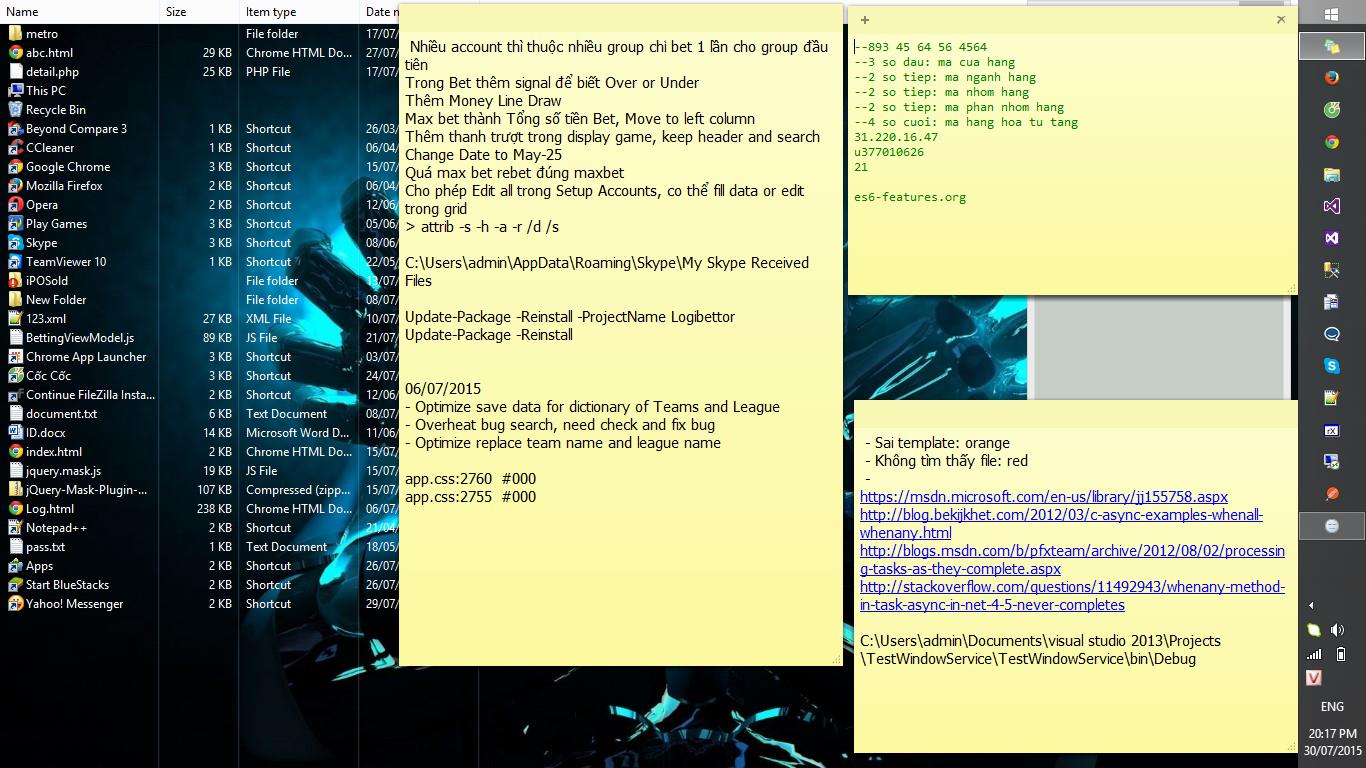 Name Size Item type Date
metro File folder 17/07/
abc.html 29 KB Chrome HTML Do... 27/07/
detail.php 25 KB PHP File 17/07/
This PC
Recycle Bin
Beyond Compare 3 1 KB Shortcut 26/03/
CCleaner 1 KB Shortcut 06/04/
Google Chrome 3 KB Shortcut 15/07/
Mozilla Firefox 2 KB Shortcut 06/04/
Opera 2 KB Shortcut 12/06/
Play Games 3 KB Shortcut 05/06/
Skype 3 KB Shortcut 08/06/
TeamViewer 10 1 KB Shortcut 22/05/
iPOSold File folder 13/07/
New Folder File folder 08/07/
123.xml 27 KB XML File 10/07/
BettingViewModel.js 89 KB JS File 21/07/
Chrome App Launcher 3 KB Shortcut 03/07/
Cốc Cốc 3 KB Shortcut 24/07/
Continue FileZilla Insta... 2 KB Shortcut 12/06/
document.txt 6 KB Text Document 08/07/
ID.docx 14 KB Microsoft Word D... 11/06/
index.html 2 KB Chrome HTML Do... 15/07/
jquery.mask.js 19 KB JS File 15/07/
jQuery-Mask-Plugin-... 107 KB Compressed (zipp... 15/07/
Log.html 238 KB Chrome HTML Do... 06/07/
Notepad++ 2 KB Shortcut 21/04/
pass.txt 1 KB Text Document 18/05/
Apps 2 KB Shortcut 26/07/
Start BlueStacks 2 KB Shortcut 26/07/
Yahoo! Messenger 2 KB Shortcut 29/07/
Nhiều account thì thuộc nhiều group chi bet 1 lần cho group đầu
tiên
Trong Bet thêm signal để biết Over or Under
Thêm Money Line Draw
Max bet thành Tổng số tiền Bet, Move to left column
Thêm thanh trượt trong display game, keep header and search
Change Date to May-25
Quá max bet rebet đúng maxbet
Cho phép Edit all trong Setup Accounts, co thể fill data or edit
trong grid
> attrib -s -h -a -r /d /s
C:\Users\admin\AppData\Roaming\Skype\My Skype Received
Files
Update-Package -Reinstall -ProjectName Logibettor
Update-Package -Reinstall
06/07/2015
- Optimize save data for dictionary of Teams and League
- Overheat bug search, need check and fix bug
- Optimize replace team name and league name
app.css:2760 #000
app.css:2755 #000
--893 45 64 56 4564
--3 so dau: ma cua hang
--2 so tiep: ma nganh hang
--2 so tiep: ma nhom hang
--2 so tiep: ma phan nhom hang
--4 so cuoi: ma hang hoa tu tang
31.220.16.47
u377010626
21
es6-features.org
- Sai template: orange
- Không tìm thấy file: red
-
https://msdn.microsoft.com/en-us/library/jj155758.aspx
http://blog.bekijkhet.com/2012/03/c-async-examples-whenall-
whenany.html
http://blogs.msdn.com/b/pfxteam/archive/2012/08/02/processin
g-tasks-as-they-complete.aspx
http://stackoverflow.com/questions/11492943/whenany-method-
in-task-async-in-net-4-5-never-completes
C:\Users\admin\Documents\visual studio 2013\Projects
\TestWindowService\TestWindowService\bin\Debug
ENG
20:17 PM
30/07/2015